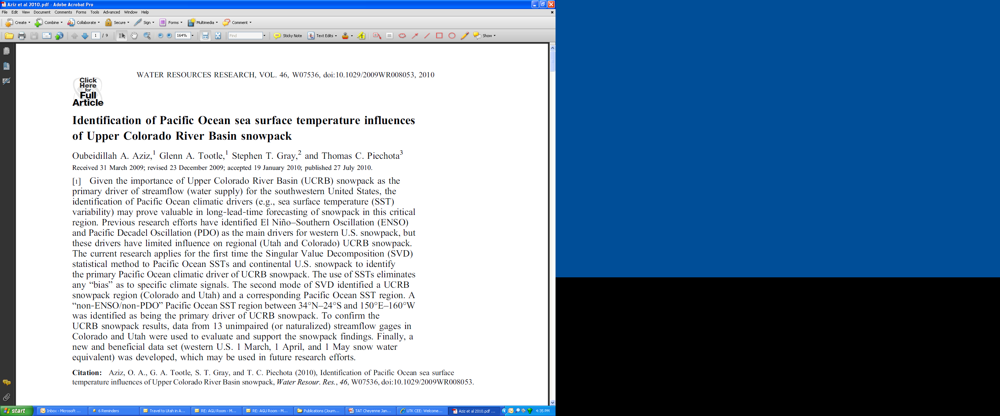 Aziz et al 2010.pdf - Adobe Acrobat Pro
File Edit View Document Comments Forms Tools Advanced Window Help
Create Combine Collaborate Secure Sign Forms Multimedia Comment
1 / 9 164% Find Sticky Note Text Edits Show
WATER RESOURCES RESEARCH, VOL. 46, W07536, doi:10.1029/2009WR008053, 2010
Click
Here
for
Full
Article
Identification of Pacific Ocean sea surface temperature influences
of Upper Colorado River Basin snowpack
Oubeidillah A. Aziz,1 Glenn A. Tootle,1 Stephen T. Gray,2 and Thomas C. Piechota3
Received 31 March 2009; revised 23 December 2009; accepted 19 January 2010; published 27 July 2010.
[1] Given the importance of Upper Colorado River Basin (UCRB) snowpack as the
primary driver of streamflow (water supply) for the southwestern United States, the
identification of Pacific Ocean climatic drivers (e.g., sea surface temperature (SST)
variability) may prove valuable in long-lead-time forecasting of snowpack in this critical
region. Previous research efforts have identified El Niño–Southern Oscillation (ENSO)
and Pacific Decadel Oscillation (PDO) as the main drivers for western U.S. snowpack, but
these drivers have limited influence on regional (Utah and Colorado) UCRB snowpack.
The current research applies for the first time the Singular Value Decomposition (SVD)
statistical method to Pacific Ocean SSTs and continental U.S. snowpack to identify
the primary Pacific Ocean climatic driver of UCRB snowpack. The use of SSTs eliminates
any “bias” as to specific climate signals. The second mode of SVD identified a UCRB
snowpack region (Colorado and Utah) and a corresponding Pacific Ocean SST region. A
“non-ENSO/non-PDO” Pacific Ocean SST region between 34°N–24°S and 150°E–160°W
was identified as being the primary driver of UCRB snowpack. To confirm the
UCRB snowpack results, data from 13 unimpaired (or naturalized) streamflow gages in
Colorado and Utah were used to evaluate and support the snowpack findings. Finally, a
new and beneficial data set (western U.S. 1 March, 1 April, and 1 May snow water
equivalent) was developed, which may be used in future research efforts.
Citation: Aziz, O. A., G. A. Tootle, S. T. Gray, and T. C. Piechota (2010), Identification of Pacific Ocean sea surface
temperature influences of Upper Colorado River Basin snowpack, Water Resour. Res., 46, W07536, doi:10.1029/2009WR008053.
start Inbox - Microsoft ... 6 Reminders Travel to Utah in A... RE: AGU Room - M... RE: AGU Room - M... Publications (Journ... TAT Cheyenne Jan... UTK CEE: Welcome... Aziz et al 2010.pdf ... 4:35 PM